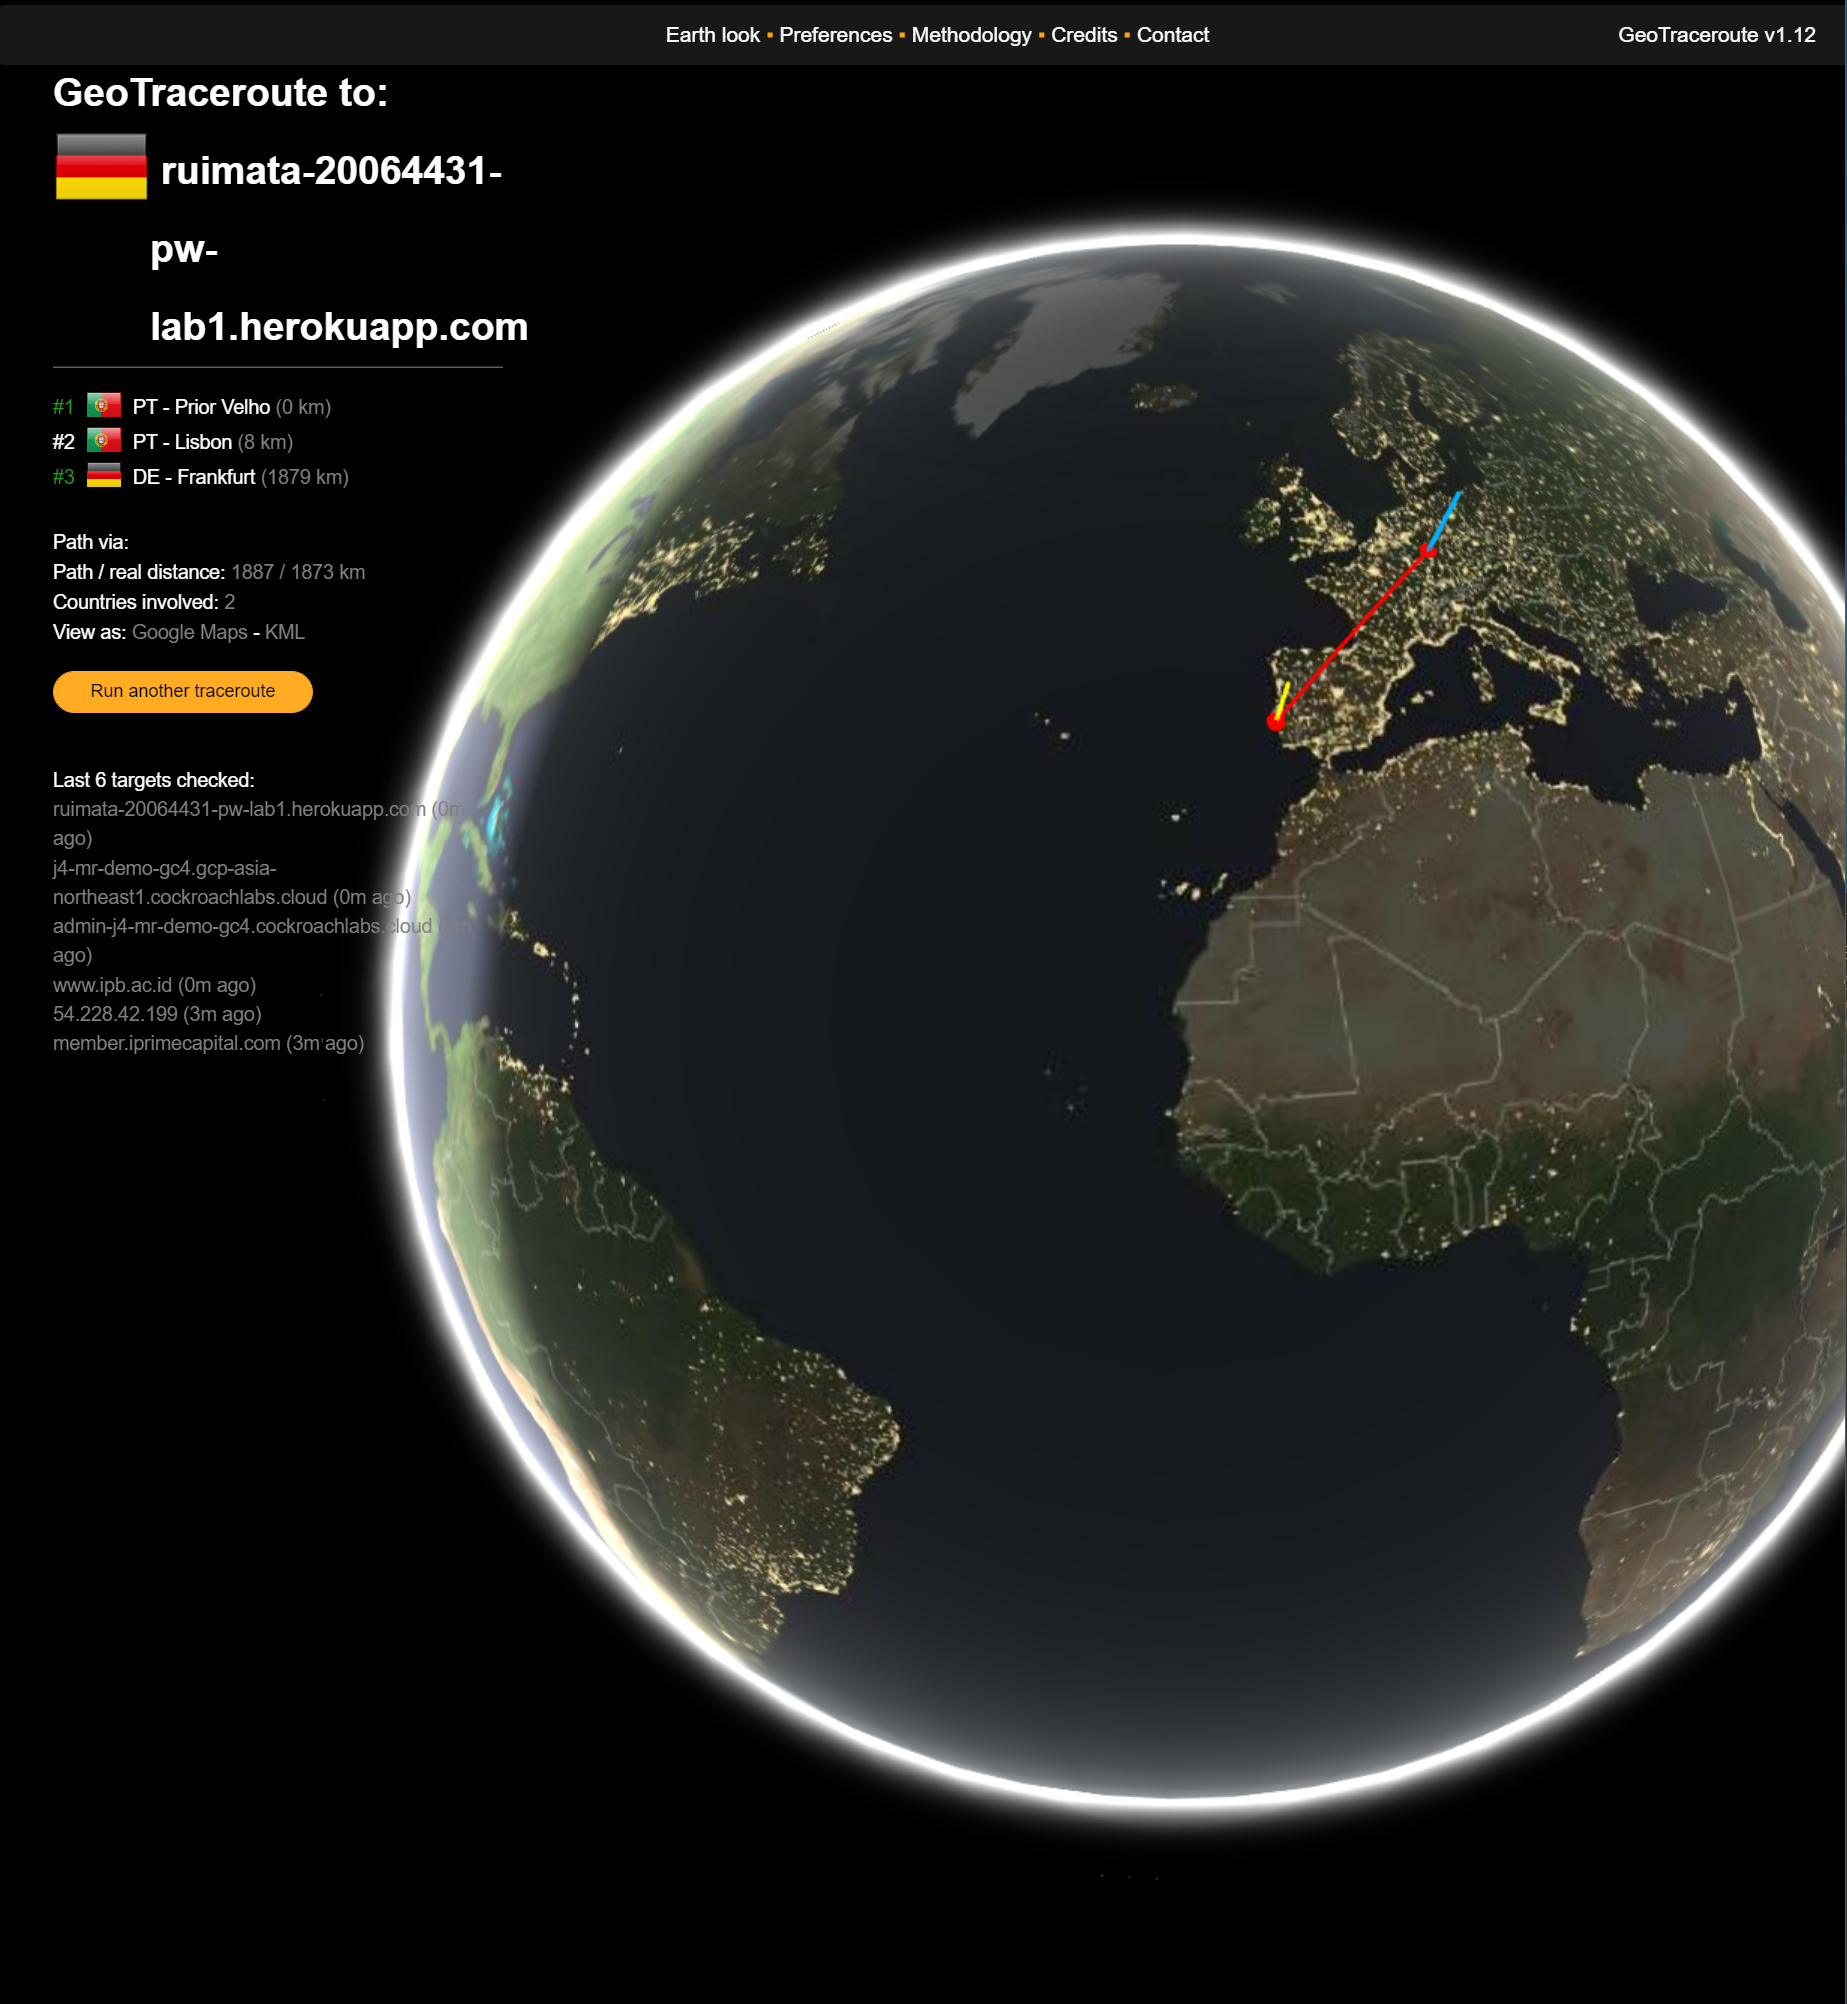 Earth look ▪ Preferences ▪ Methodology ▪ Credits ▪ Contact
GeoTraceroute v1.12
GeoTraceroute to:
ruimata-20064431-
pw-
lab1.herokuapp.com
#1 PT - Prior Velho (0 km)
#2 PT - Lisbon (8 km)
#3 DE - Frankfurt (1879 km)
Path via:
Path / real distance: 1887 / 1873 km
Countries involved: 2
View as: Google Maps - KML
Run another traceroute
Last 6 targets checked:
ruimata-20064431-pw-lab1.herokuapp.com (0m
ago)
j4-mr-demo-gc4.gcp-asia-
northeast1.cockroachlabs.cloud (0m ago)
admin-j4-mr-demo-gc4.cockroachlabs.cloud
ago)
www.ipb.ac.id (0m ago)
54.228.42.199 (3m ago)
member.iprimecapital.com (3m ago)